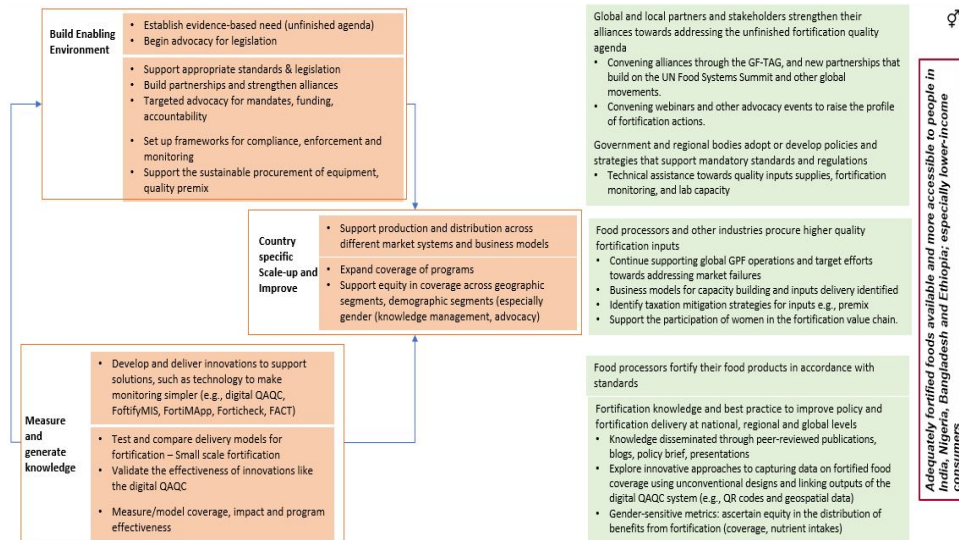 Build Enabling
Environment
• Establish evidence-based need (unfinished agenda)
• Begin advocacy for legislation
• Support appropriate standards & legislation
• Build partnerships and strengthen alliances
• Targeted advocacy for mandates, funding,
accountability
• Set up frameworks for compliance, enforcement and
monitoring
• Support the sustainable procurement of equipment,
quality premix
Country
specific
Scale-up and
Improve
• Support production and distribution across
different market systems and business models
• Expand coverage of programs
• Support equity in coverage across geographic
segments, demographic segments (especially
gender (knowledge management, advocacy)
Measure
and
generate
knowledge
• Develop and deliver innovations to support
solutions, such as technology to make
monitoring simpler (e.g., digital QAQC,
FoftifyMIS, FortiMApp, Forticheck, FACT)
• Test and compare delivery models for
fortification – Small scale fortification
• Validate the effectiveness of innovations like
the digital QAQC
• Measure/model coverage, impact and program
effectiveness
Global and local partners and stakeholders strengthen their
alliances towards addressing the unfinished fortification quality
agenda
• Convening alliances through the GF-TAG, and new partnerships that
build on the UN Food Systems Summit and other global
movements.
• Convening webinars and other advocacy events to raise the profile
of fortification actions.
Government and regional bodies adopt or develop policies and
strategies that support mandatory standards and regulations
• Technical assistance towards quality inputs supplies, fortification
monitoring, and lab capacity
Food processors and other industries procure higher quality
fortification inputs
• Continue supporting global GPF operations and target efforts
towards addressing market failures
• Business models for capacity building and inputs delivery identified
• Identify taxation mitigation strategies for inputs e.g., premix
• Support the participation of women in the fortification value chain.
Food processors fortify their food products in accordance with
standards
Fortification knowledge and best practice to improve policy and
fortification delivery at national, regional and global levels
• Knowledge disseminated through peer-reviewed publications,
blogs, policy brief, presentations
• Explore innovative approaches to capturing data on fortified food
coverage using unconventional designs and linking outputs of the
digital QAQC system (e.g., QR codes and geospatial data)
• Gender-sensitive metrics: ascertain equity in the distribution of
benefits from fortification (coverage, nutrient intakes)
⚥
Adequately fortified foods available and more accessible to people in
India, Nigeria, Bangladesh and Ethiopia; especially lower-income
consumers